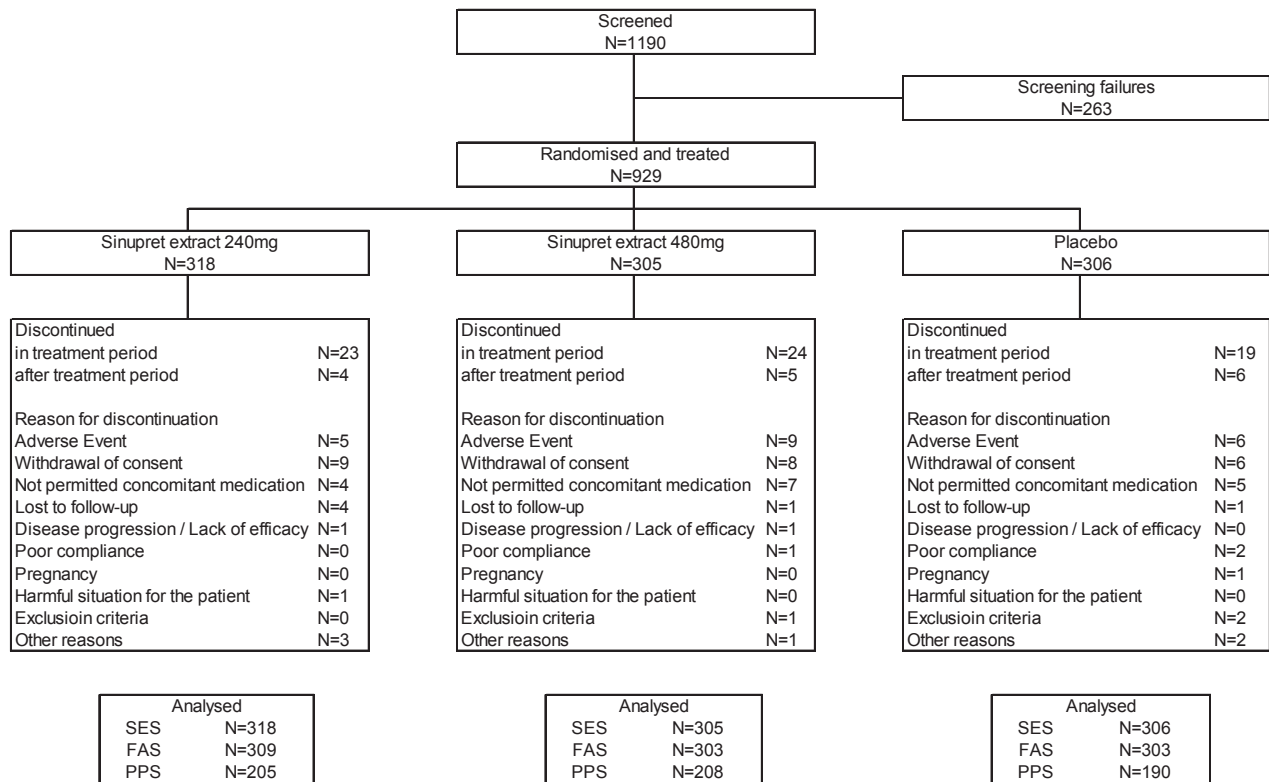 Screened
N=1190
Screening failures
N=263
Randomised and treated
N=929
Sinupret extract 240mg
N=318
Sinupret extract 480mg
N=305
Placebo
N=306
Discontinued
in treatment period N=23
after treatment period N=4
Reason for discontinuation
Adverse Event N=5
Withdrawal of consent N=9
Not permitted concomitant medication N=4
Lost to follow-up N=4
Disease progression / Lack of efficacy N=1
Poor compliance N=0
Pregnancy N=0
Harmful situation for the patient N=1
Exclusioin criteria N=0
Other reasons N=3
Discontinued
in treatment period N=24
after treatment period N=5
Reason for discontinuation
Adverse Event N=9
Withdrawal of consent N=8
Not permitted concomitant medication N=7
Lost to follow-up N=1
Disease progression / Lack of efficacy N=1
Poor compliance N=1
Pregnancy N=0
Harmful situation for the patient N=0
Exclusioin criteria N=1
Other reasons N=1
Discontinued
in treatment period N=19
after treatment period N=6
Reason for discontinuation
Adverse Event N=6
Withdrawal of consent N=6
Not permitted concomitant medication N=5
Lost to follow-up N=1
Disease progression / Lack of efficacy N=0
Poor compliance N=2
Pregnancy N=1
Harmful situation for the patient N=0
Exclusioin criteria N=2
Other reasons N=2
Analysed
SES N=318
FAS N=309
PPS N=205
Analysed
SES N=305
FAS N=303
PPS N=208
Analysed
SES N=306
FAS N=303
PPS N=190